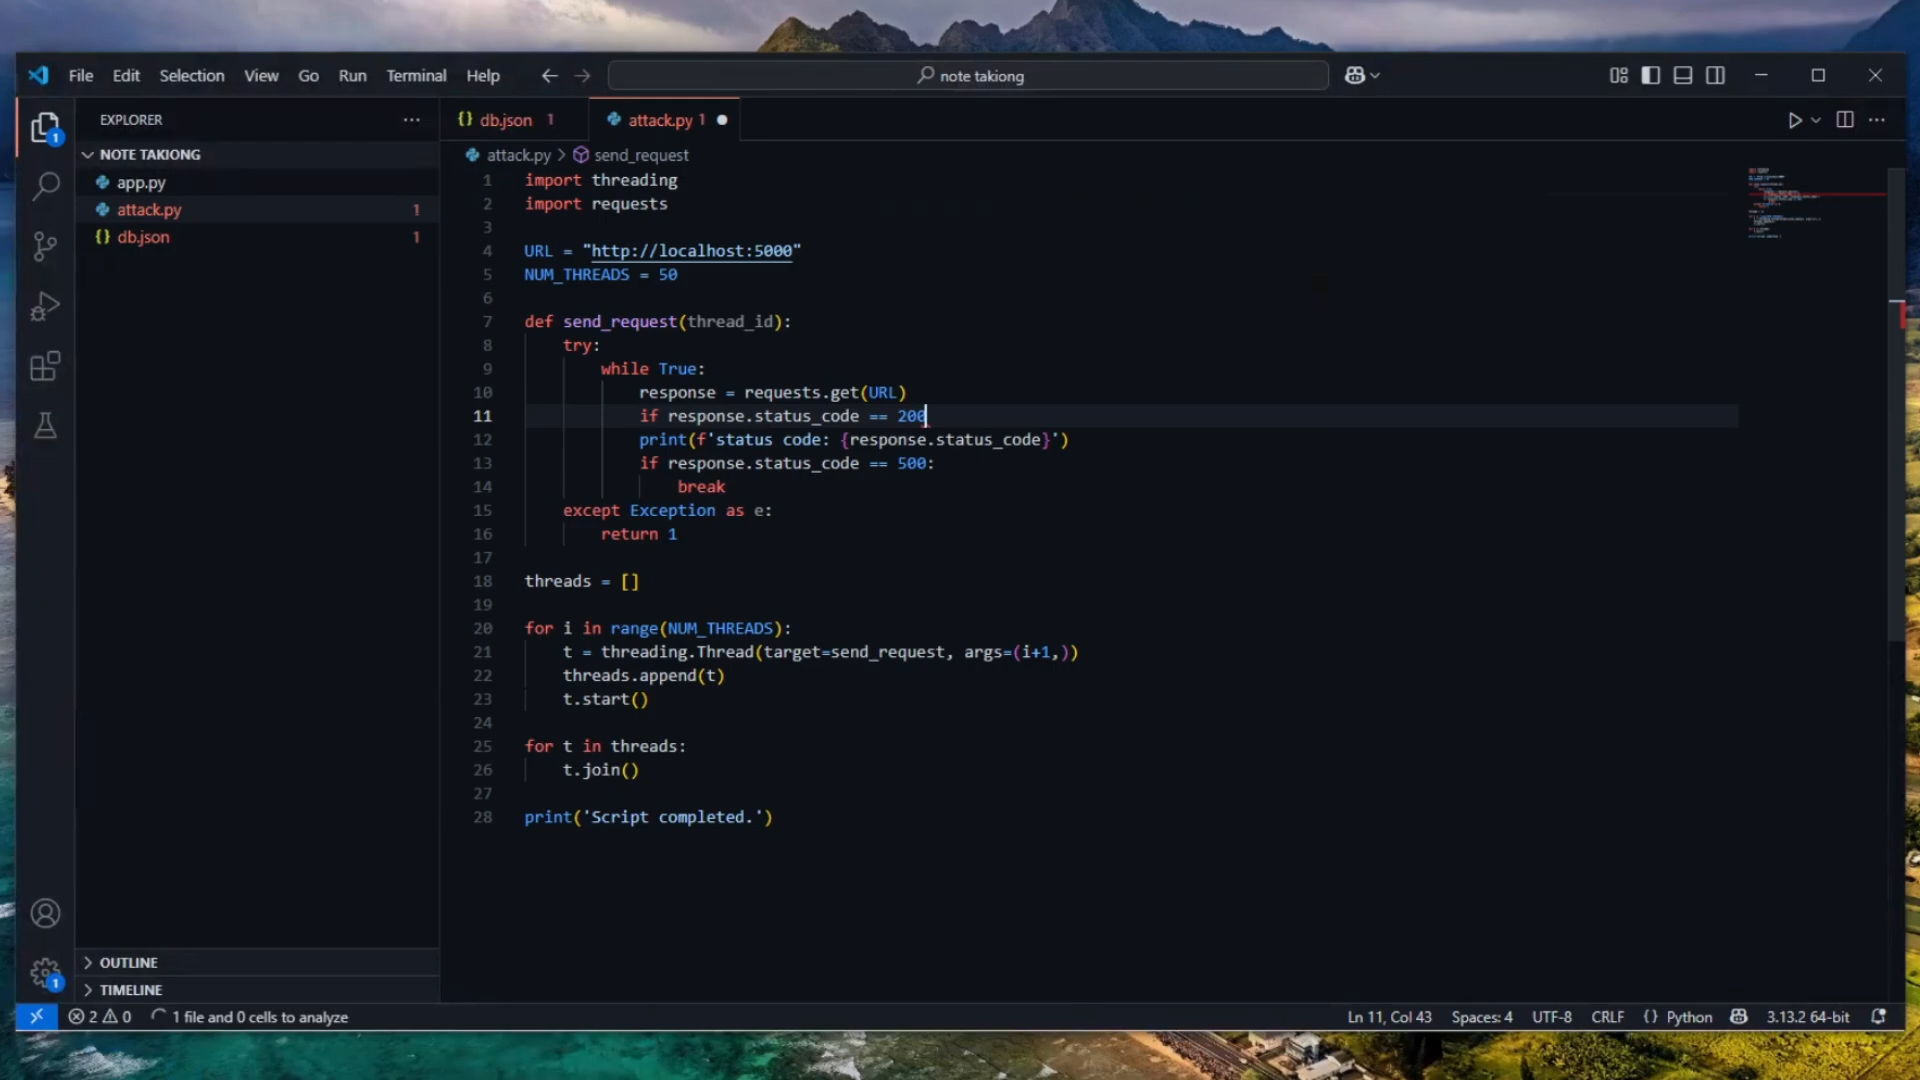 File Edit Selection View Go Run Terminal Help
note takiong
EXPLORER
NOTE TAKIONG
app.py
attack.py 1
db.json 1
OUTLINE
TIMELINE
db.json 1
attack.py 1
attack.py > send_request
1 import threading
2 import requests
3
4 URL = "http://localhost:5000"
5 NUM_THREADS = 50
6
7 def send_request(thread_id):
8 try:
9 while True:
10 response = requests.get(URL)
11 if response.status_code == 200
12 print(f'status code: {response.status_code}')
13 if response.status_code == 500:
14 break
15 except Exception as e:
16 return 1
17
18 threads = []
19
20 for i in range(NUM_THREADS):
21 t = threading.Thread(target=send_request, args=(i+1,))
22 threads.append(t)
23 t.start()
24
25 for t in threads:
26 t.join()
27
28 print('Script completed.')
1
1
2 0 1 file and 0 cells to analyze
Ln 11, Col 43 Spaces: 4 UTF-8 CRLF {} Python 3.13.2 64-bit